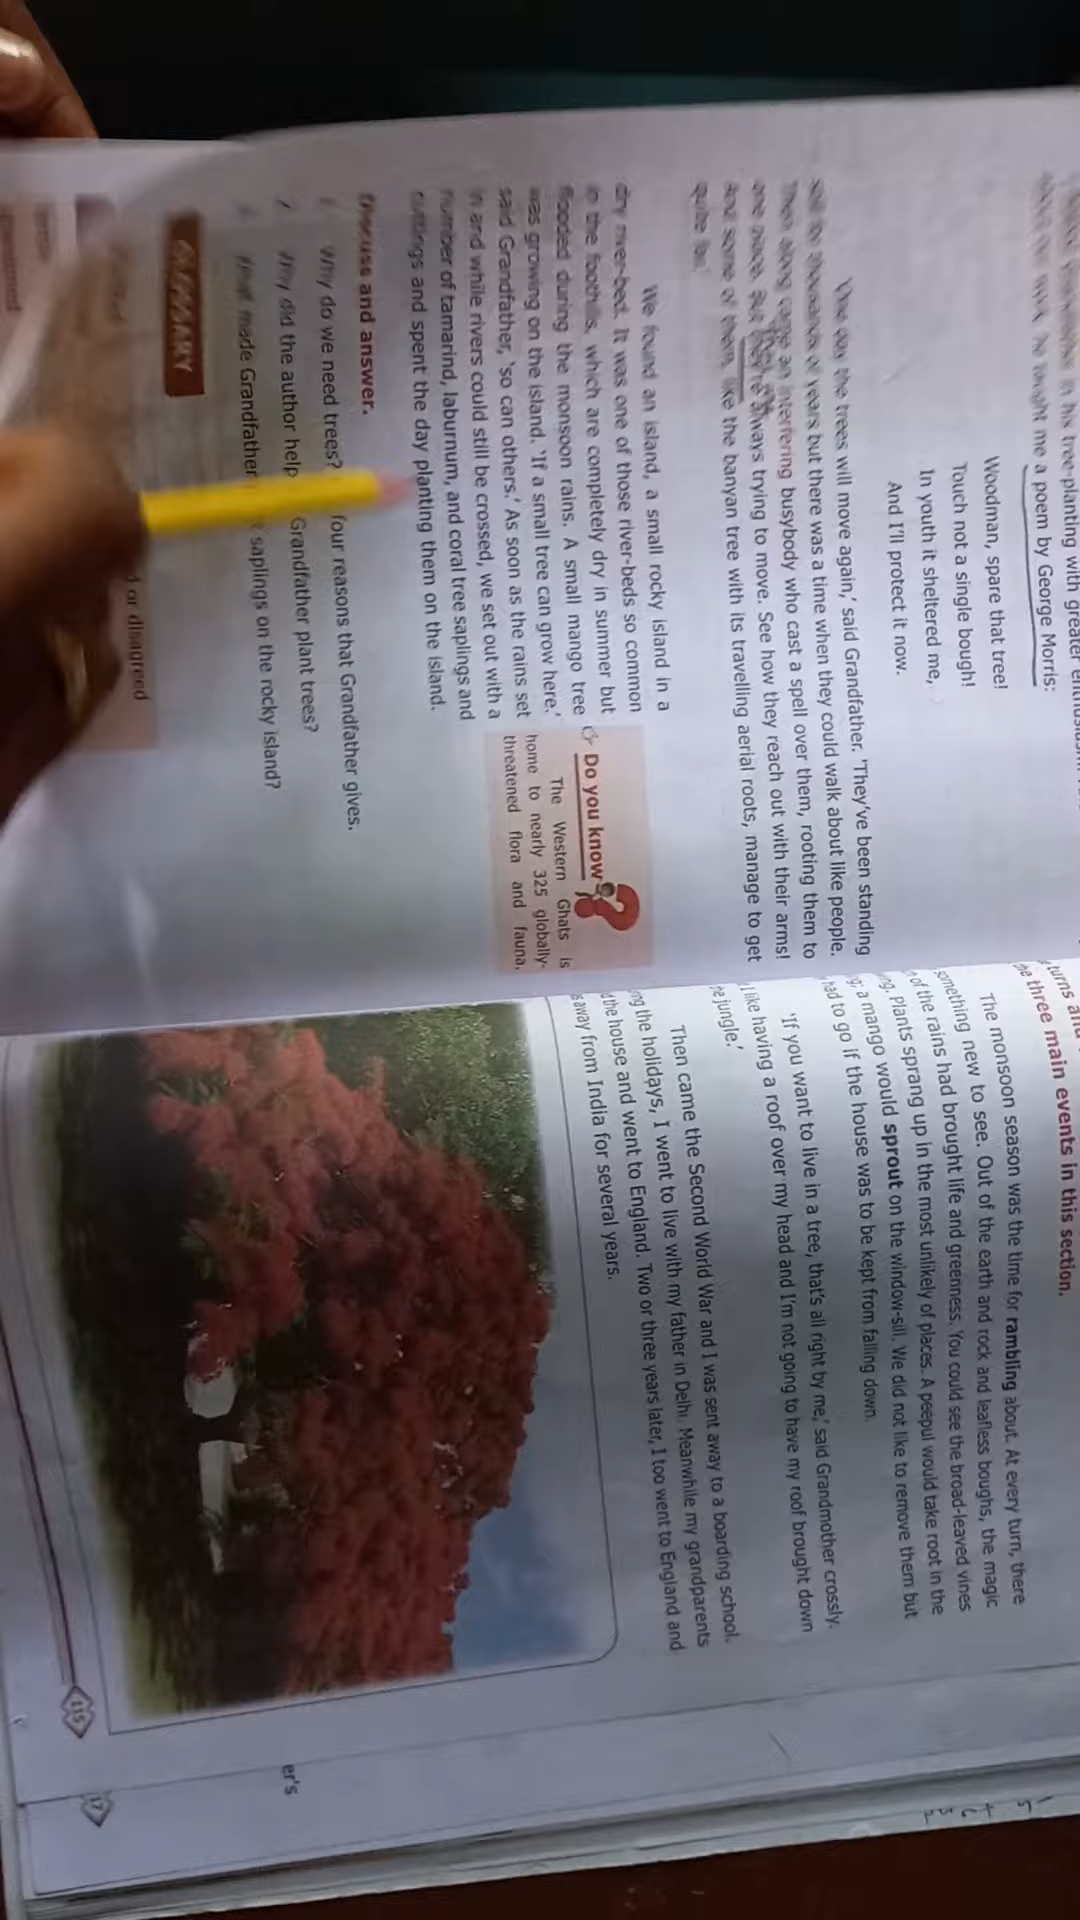 in his tree-planting with greater
he taught me a poem by George Morris:
Woodman, spare that tree!
Touch not a single bough!
In youth it sheltered me,
And I'll protect it now.
'One day the trees will move again,' said Grandfather. 'They've been standing
still for thousands of years but there was a time when they could walk about like people.
Then along came an interfering busybody who cast a spell over them, rooting them to
one place. But they're always trying to move. See how they reach out with their arms!
And some of them, like the banyan tree with its travelling aerial roots, manage to get
quite far.'
We found an island, a small rocky island in a
dry river-bed. It was one of those river-beds so common
in the foothills, which are completely dry in summer but
flooded during the monsoon rains. A small mango tree
was growing on the island. 'If a small tree can grow here,'
said Grandfather, 'so can others.' As soon as the rains set
in and while rivers could still be crossed, we set out with a
number of tamarind, laburnum, and coral tree saplings and
cuttings and spent the day planting them on the island.
Do you know
The Western Ghats is
home to nearly 325 globally-
threatened flora and fauna.
Discuss and answer.
Why do we need trees? four reasons that Grandfather gives.
Why did the author help Grandfather plant trees?
What made Grandfather saplings on the rocky island?
GLOSSARY
or disagreed
turns and
the three main events in this section.
The monsoon season was the time for rambling about. At every turn, there
something new to see. Out of the earth and rock and leafless boughs, the magic
of the rains had brought life and greenness. You could see the broad-leaved vines
Plants sprang up in the most unlikely of places. A peepul would take root in the
a mango would sprout on the window-sill. We did not like to remove them but
had to go if the house was to be kept from falling down.
'If you want to live in a tree, that's all right by me,' said Grandmother crossly.
I like having a roof over my head and I'm not going to have my roof brought down
jungle.'
Then came the Second World War and I was sent away to a boarding school.
the holidays, I went to live with my father in Delhi. Meanwhile my grandparents
the house and went to England. Two or three years later, I too went to England and
away from India for several years.
115
er's
17